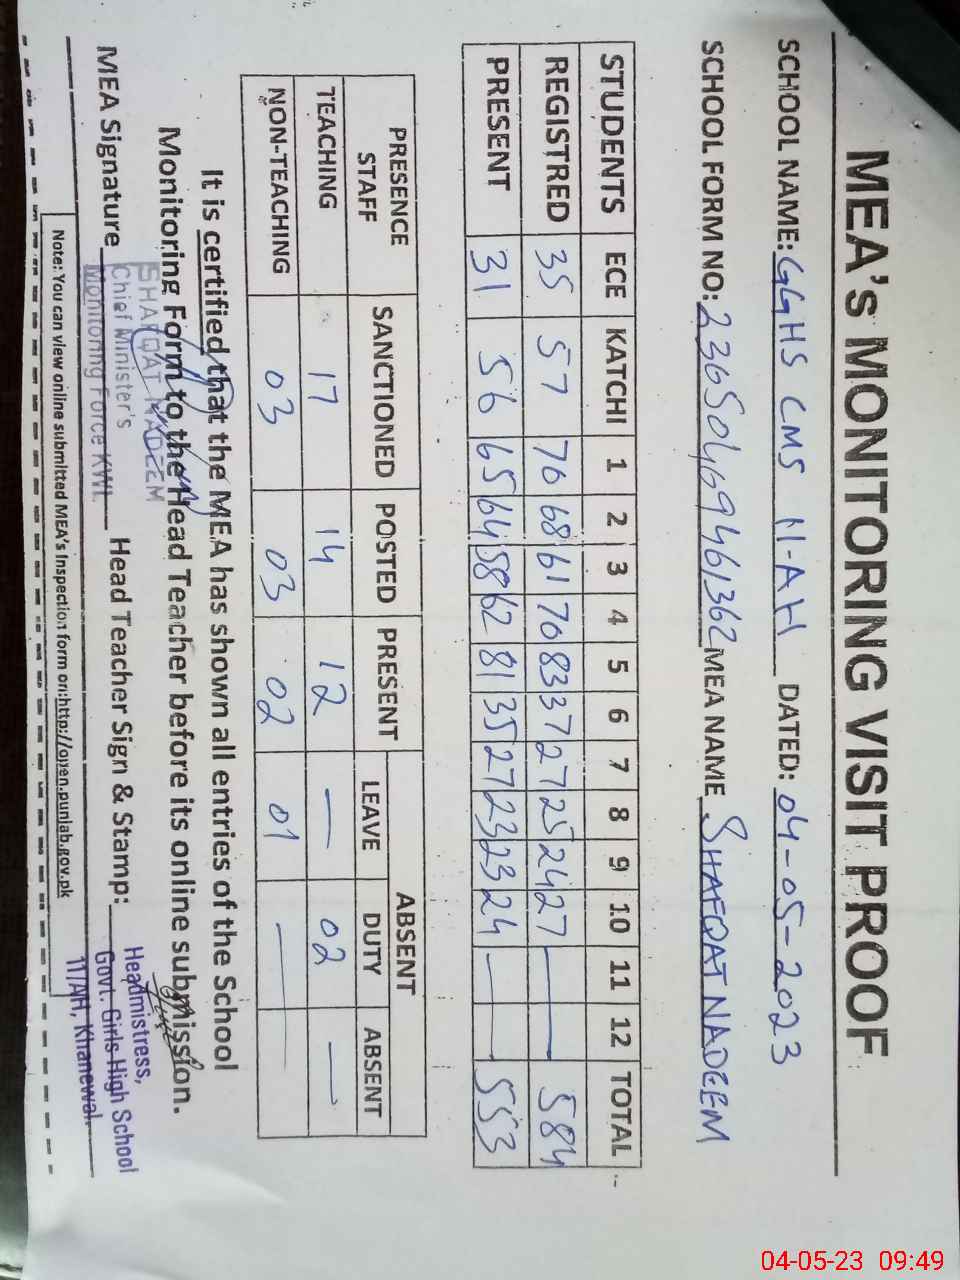 MEA's MONITORING VISIT PROOF
SCHOOL NAME: GGHS CMS 11-AH DATED: 04-05-2023
SCHOOL FORM NO: 23650469461362 MEA NAME SHAFQAT NADEEM
STUDENTS ECE KATCHI 1 2 3 4 5 6 7 8 9 10 11 12 TOTAL
REGISTRED 35 57 70 68 61 70 83 37 27 25 24 27 — — 584
PRESENT 31 56 65 64 58 62 81 35 27 23 23 24 — — 553
PRESENCE STAFF SANCTIONED POSTED PRESENT ABSENT
LEAVE DUTY ABSENT
TEACHING 17 14 12 — 02 —
NON-TEACHING 03 03 02 01 — —
It is certified that the MEA has shown all entries of the School
Monitoring Form to the Head Teacher before its online submission.
SHAFQAT NADEEM
Chief Minister's
Monitoring Force KWL
MEA Signature Head Teacher Sign & Stamp:
Headmistress,
Govt. Girls High School
11/AH, Khanewal.
Note: You can view online submitted MEA's Inspection form on:http://open.punjab.gov.pk
04-05-23 09:49